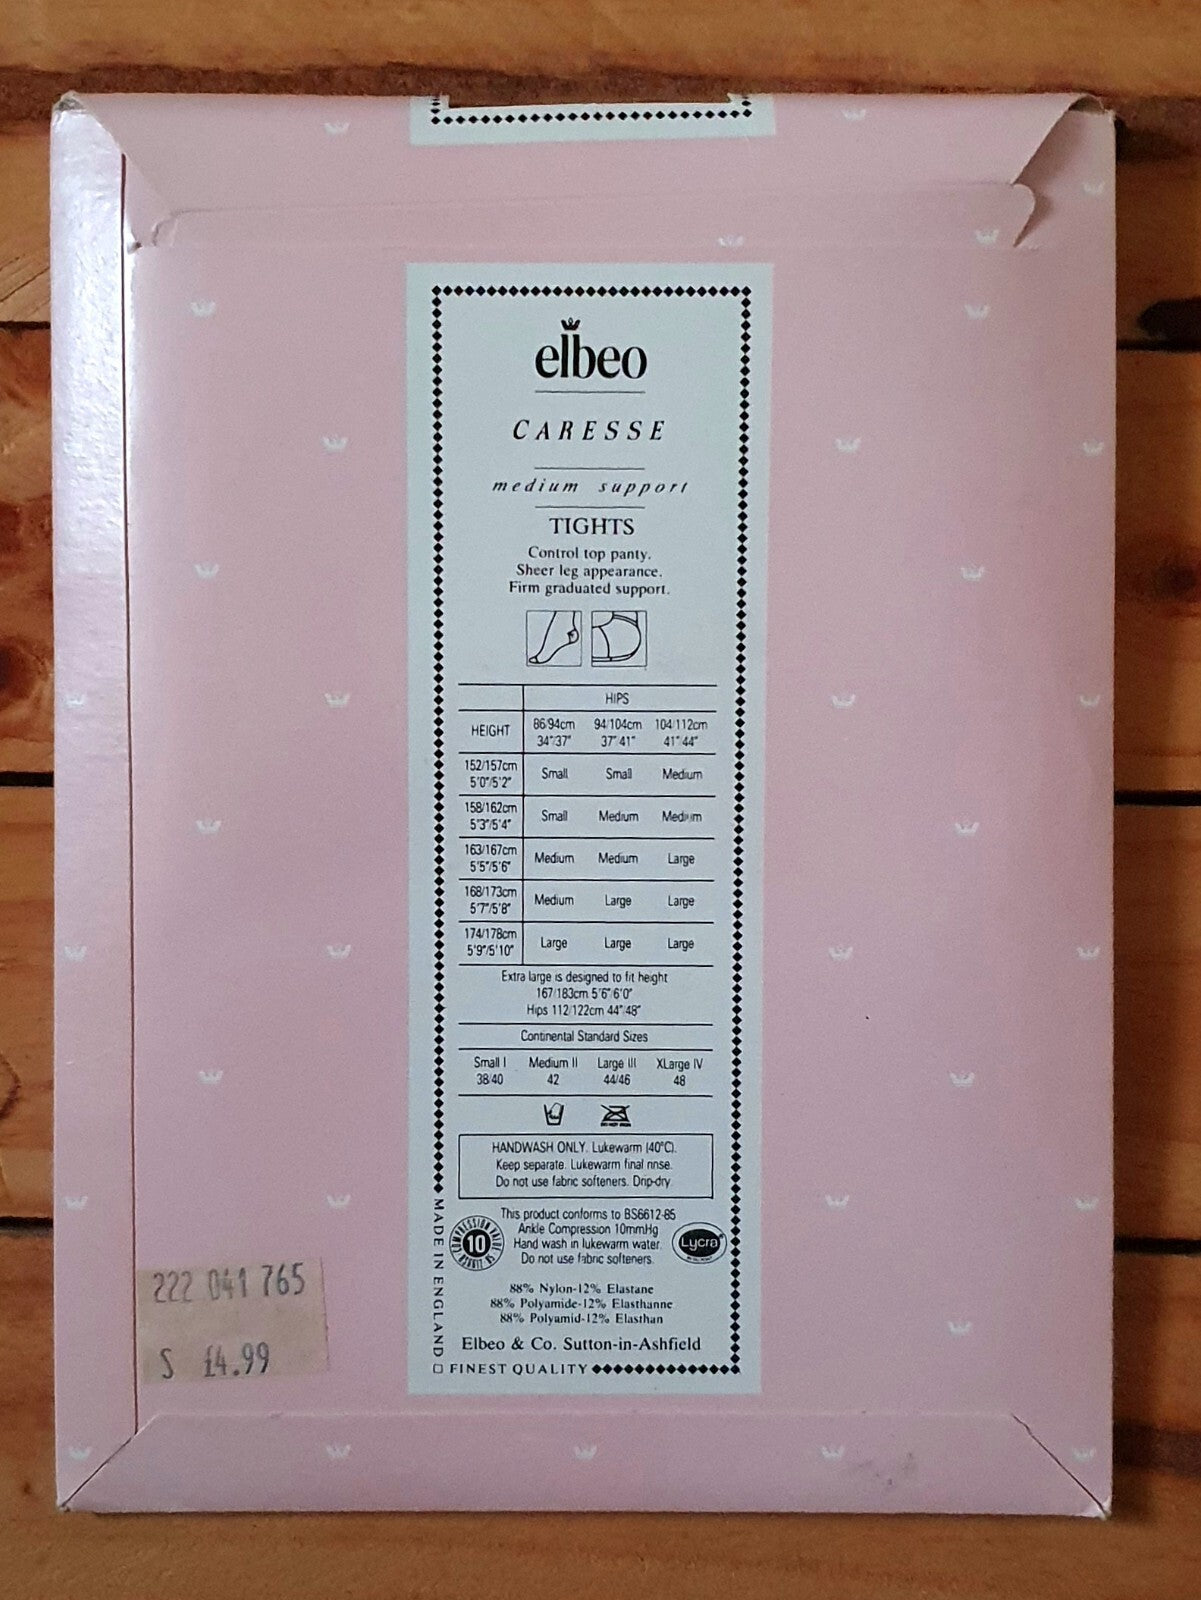 elbeo
CARESSE
medium support
TIGHTS
Control top panty.
Sheer leg appearance.
Firm graduated support.
HIPS
HEIGHT 86/94cm 94/104cm 104/112cm
34"/37" 37"/41" 41"/44"
152/157cm
5'0"/5'2" Small Small Medium
158/162cm
5'3"/5'4" Small Medium Medium
163/167cm
5'5"/5'6" Medium Medium Large
168/173cm
5'7"/5'8" Medium Large Large
174/178cm
5'9"/5'10" Large Large Large
Extra large is designed to fit height
167/183cm 5'6"/6'0"
Hips 112/122cm 44"/48"
Continental Standard Sizes
Small I Medium II Large III XLarge IV
38/40 42 44/46 48
HANDWASH ONLY. Lukewarm (40°C).
Keep separate. Lukewarm final rinse.
Do not use fabric softeners. Drip-dry.
This product conforms to BS6612-85
Ankle Compression 10mmHg
Hand wash in lukewarm water.
Do not use fabric softeners.
COMPRESSION VALUE
10
Lycra
88% Nylon-12% Elastane
88% Polyamide-12% Elasthanne
88% Polyamid-12% Elasthan
Elbeo & Co. Sutton-in-Ashfield
MADE IN ENGLAND
FINEST QUALITY
222 041 765
S £4.99